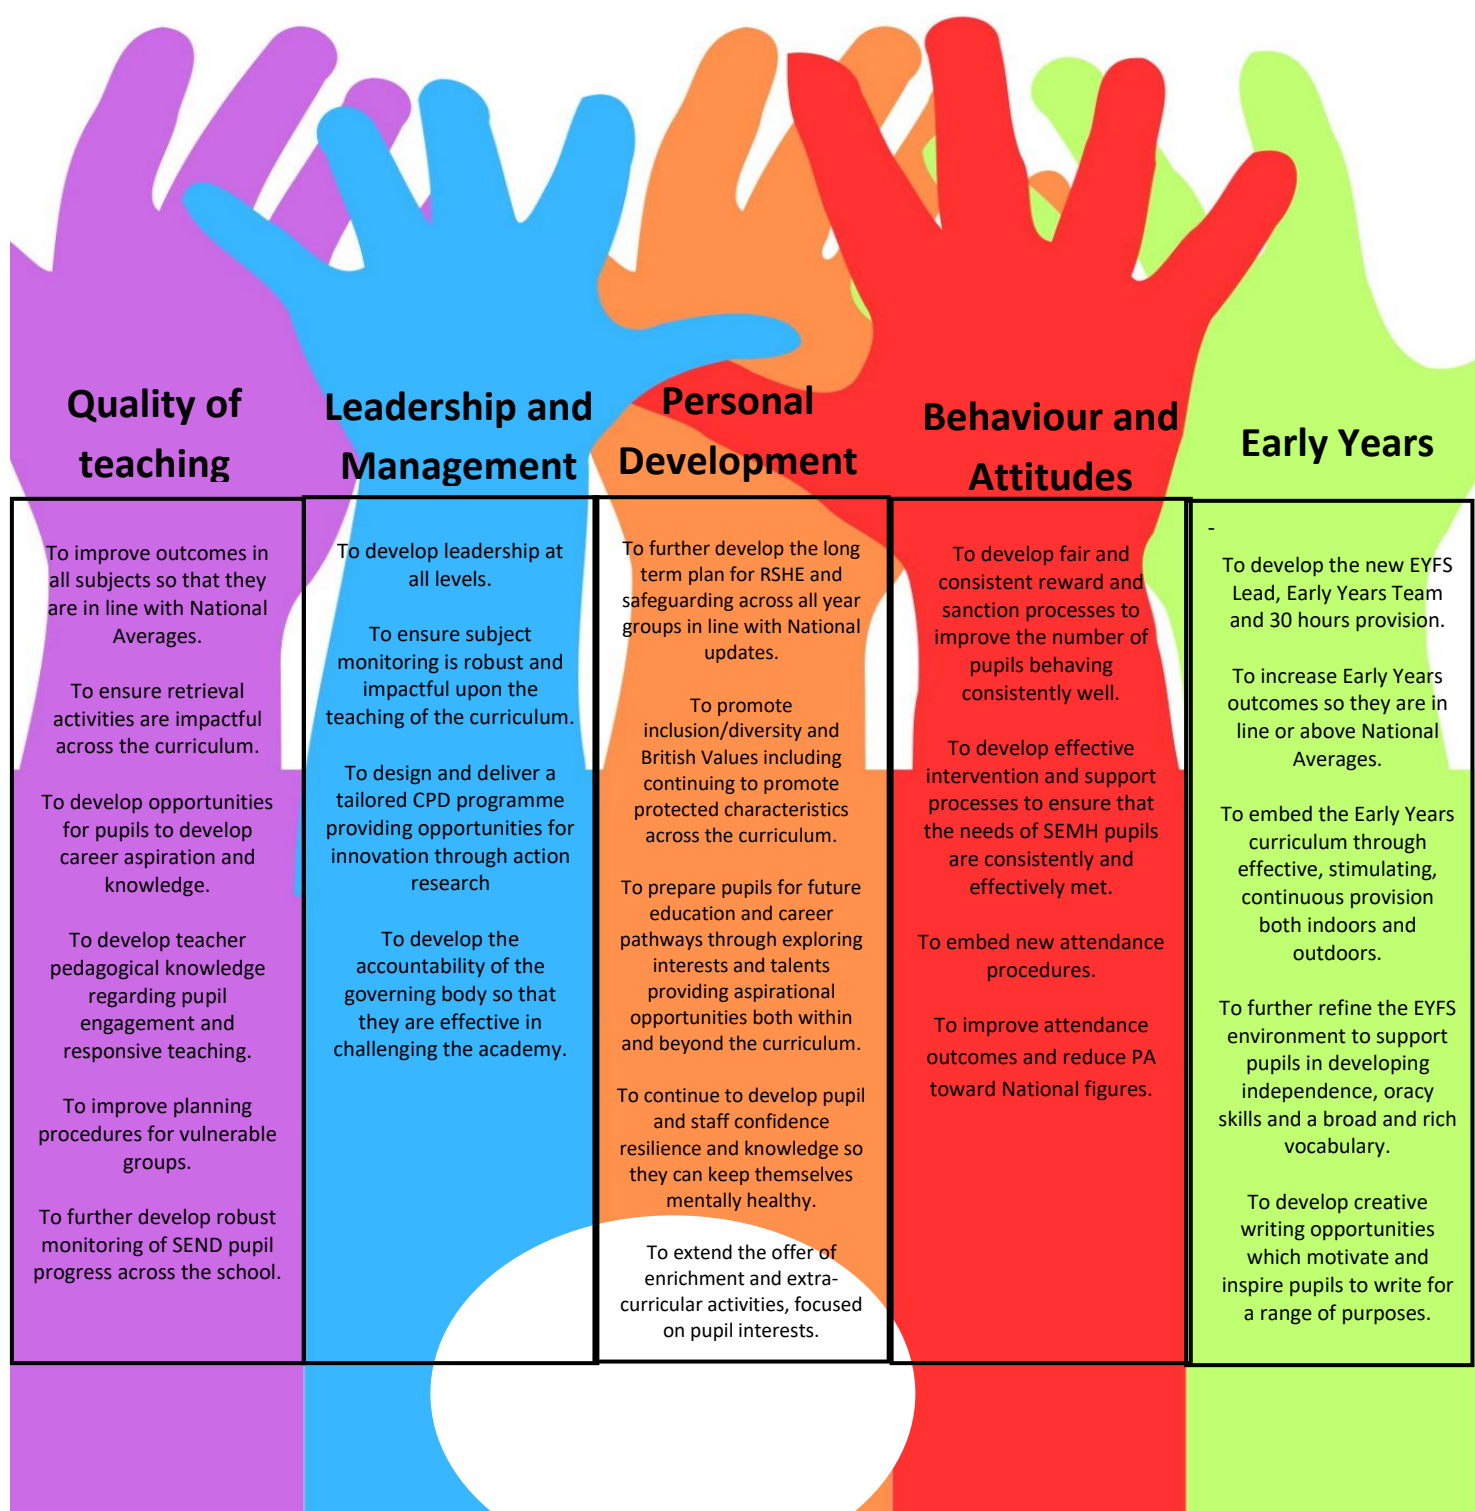 Quality of
teaching
To improve outcomes in
all subjects so that they
are in line with National
Averages.
To ensure retrieval
activities are impactful
across the curriculum.
To develop opportunities
for pupils to develop
career aspiration and
knowledge.
To develop teacher
pedagogical knowledge
regarding pupil
engagement and
responsive teaching.
To improve planning
procedures for vulnerable
groups.
To further develop robust
monitoring of SEND pupil
progress across the school.
Leadership and
Management
To develop leadership at
all levels.
To ensure subject
monitoring is robust and
impactful upon the
teaching of the curriculum.
To design and deliver a
tailored CPD programme
providing opportunities for
innovation through action
research
To develop the
accountability of the
governing body so that
they are effective in
challenging the academy.
Personal
Development
To further develop the long
term plan for RSHE and
safeguarding across all year
groups in line with National
updates.
To promote
inclusion/diversity and
British Values including
continuing to promote
protected characteristics
across the curriculum.
To prepare pupils for future
education and career
pathways through exploring
interests and talents
providing aspirational
opportunities both within
and beyond the curriculum.
To continue to develop pupil
and staff confidence
resilience and knowledge so
they can keep themselves
mentally healthy.
To extend the offer of
enrichment and extra-
curricular activities, focused
on pupil interests.
Behaviour and
Attitudes
To develop fair and
consistent reward and
sanction processes to
improve the number of
pupils behaving
consistently well.
To develop effective
intervention and support
processes to ensure that
the needs of SEMH pupils
are consistently and
effectively met.
To embed new attendance
procedures.
To improve attendance
outcomes and reduce PA
toward National figures.
Early Years
-
To develop the new EYFS
Lead, Early Years Team
and 30 hours provision.
To increase Early Years
outcomes so they are in
line or above National
Averages.
To embed the Early Years
curriculum through
effective, stimulating,
continuous provision
both indoors and
outdoors.
To further refine the EYFS
environment to support
pupils in developing
independence, oracy
skills and a broad and rich
vocabulary.
To develop creative
writing opportunities
which motivate and
inspire pupils to write for
a range of purposes.